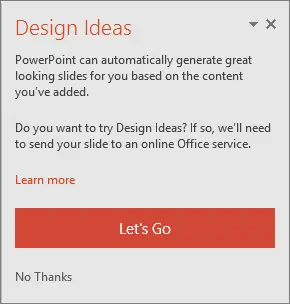 Design Ideas
PowerPoint can automatically generate great
looking slides for you based on the content
you've added.
Do you want to try Design Ideas? If so, we'll need
to send your slide to an online Office service.
Learn more
Let's Go
No Thanks